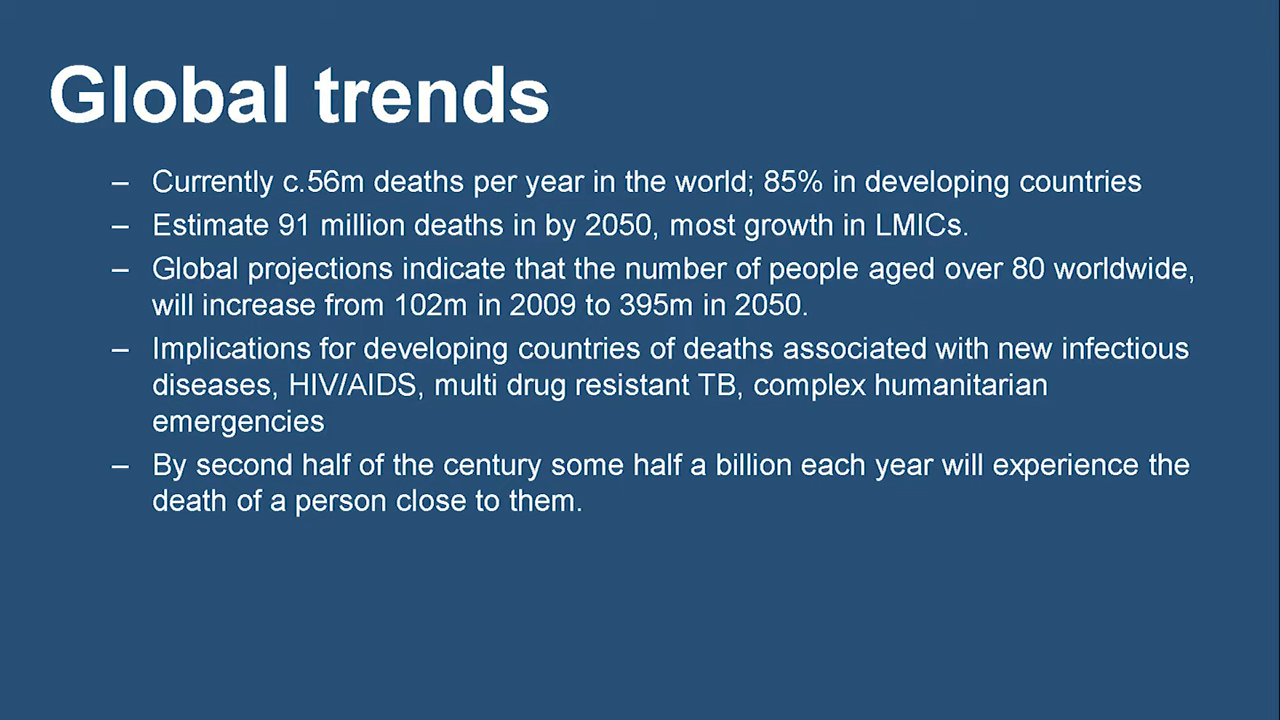 Global trends
– Currently c.56m deaths per year in the world; 85% in developing countries
– Estimate 91 million deaths in by 2050, most growth in LMICs.
– Global projections indicate that the number of people aged over 80 worldwide,
will increase from 102m in 2009 to 395m in 2050.
– Implications for developing countries of deaths associated with new infectious
diseases, HIV/AIDS, multi drug resistant TB, complex humanitarian
emergencies
– By second half of the century some half a billion each year will experience the
death of a person close to them.